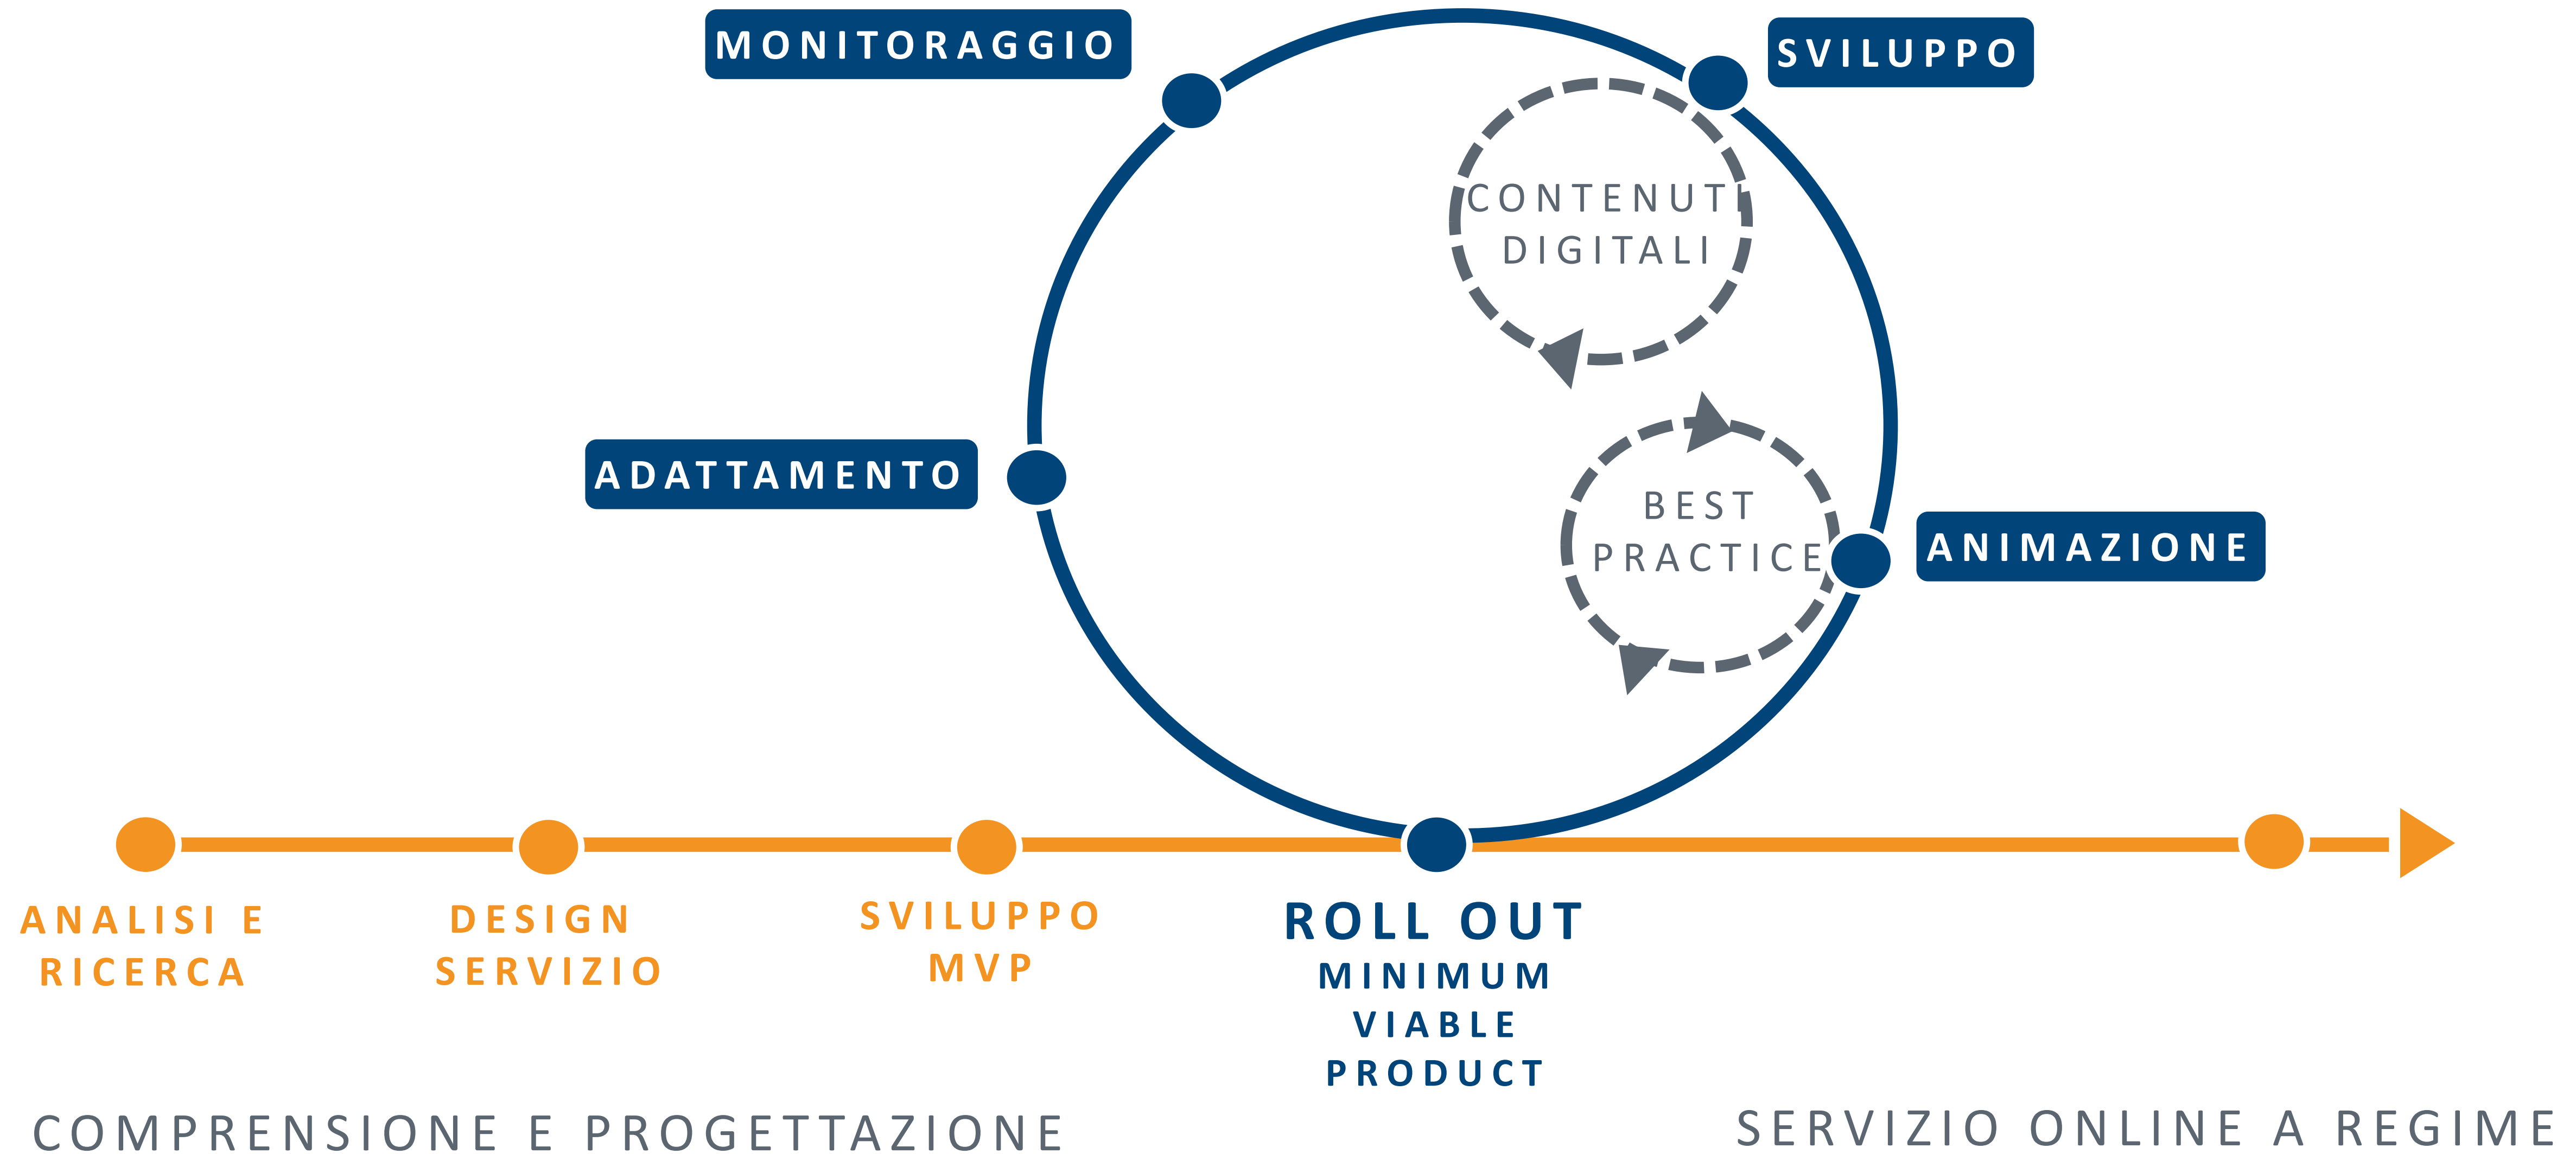 MONITORAGGIO
SVILUPPO
CONTENUTI
DIGITALI
ADATTAMENTO
BEST
PRACTICE
ANIMAZIONE
ANALISI E
RICERCA
DESIGN
SERVIZIO
SVILUPPO
MVP
ROLL OUT
MINIMUM
VIABLE
PRODUCT
COMPRENSIONE E PROGETTAZIONE
SERVIZIO ONLINE A REGIME